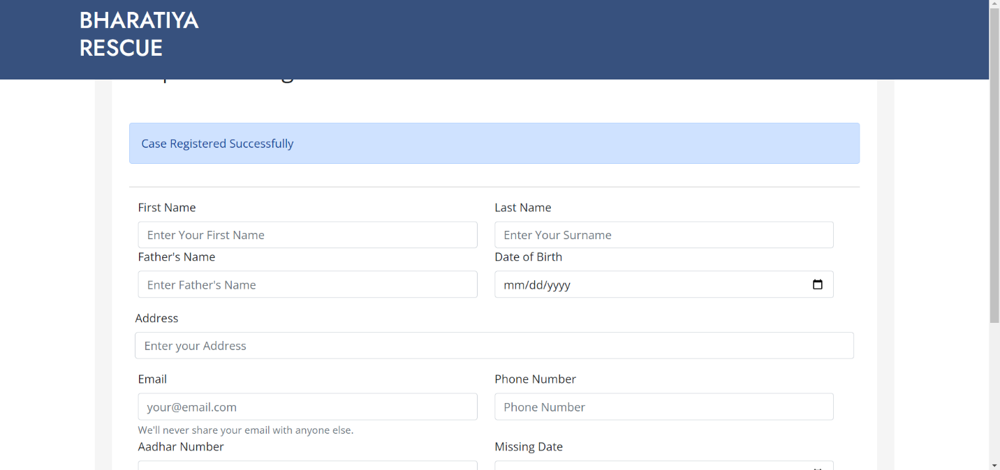 BHARATIYA
RESCUE
Case Registered Successfully
First Name
Last Name
Enter Your First Name
Enter Your Surname
Father's Name
Date of Birth
Enter Father's Name
mm/dd/yyyy
Address
Enter your Address
Email
Phone Number
your@email.com
Phone Number
We'll never share your email with anyone else.
Aadhar Number
Missing Date